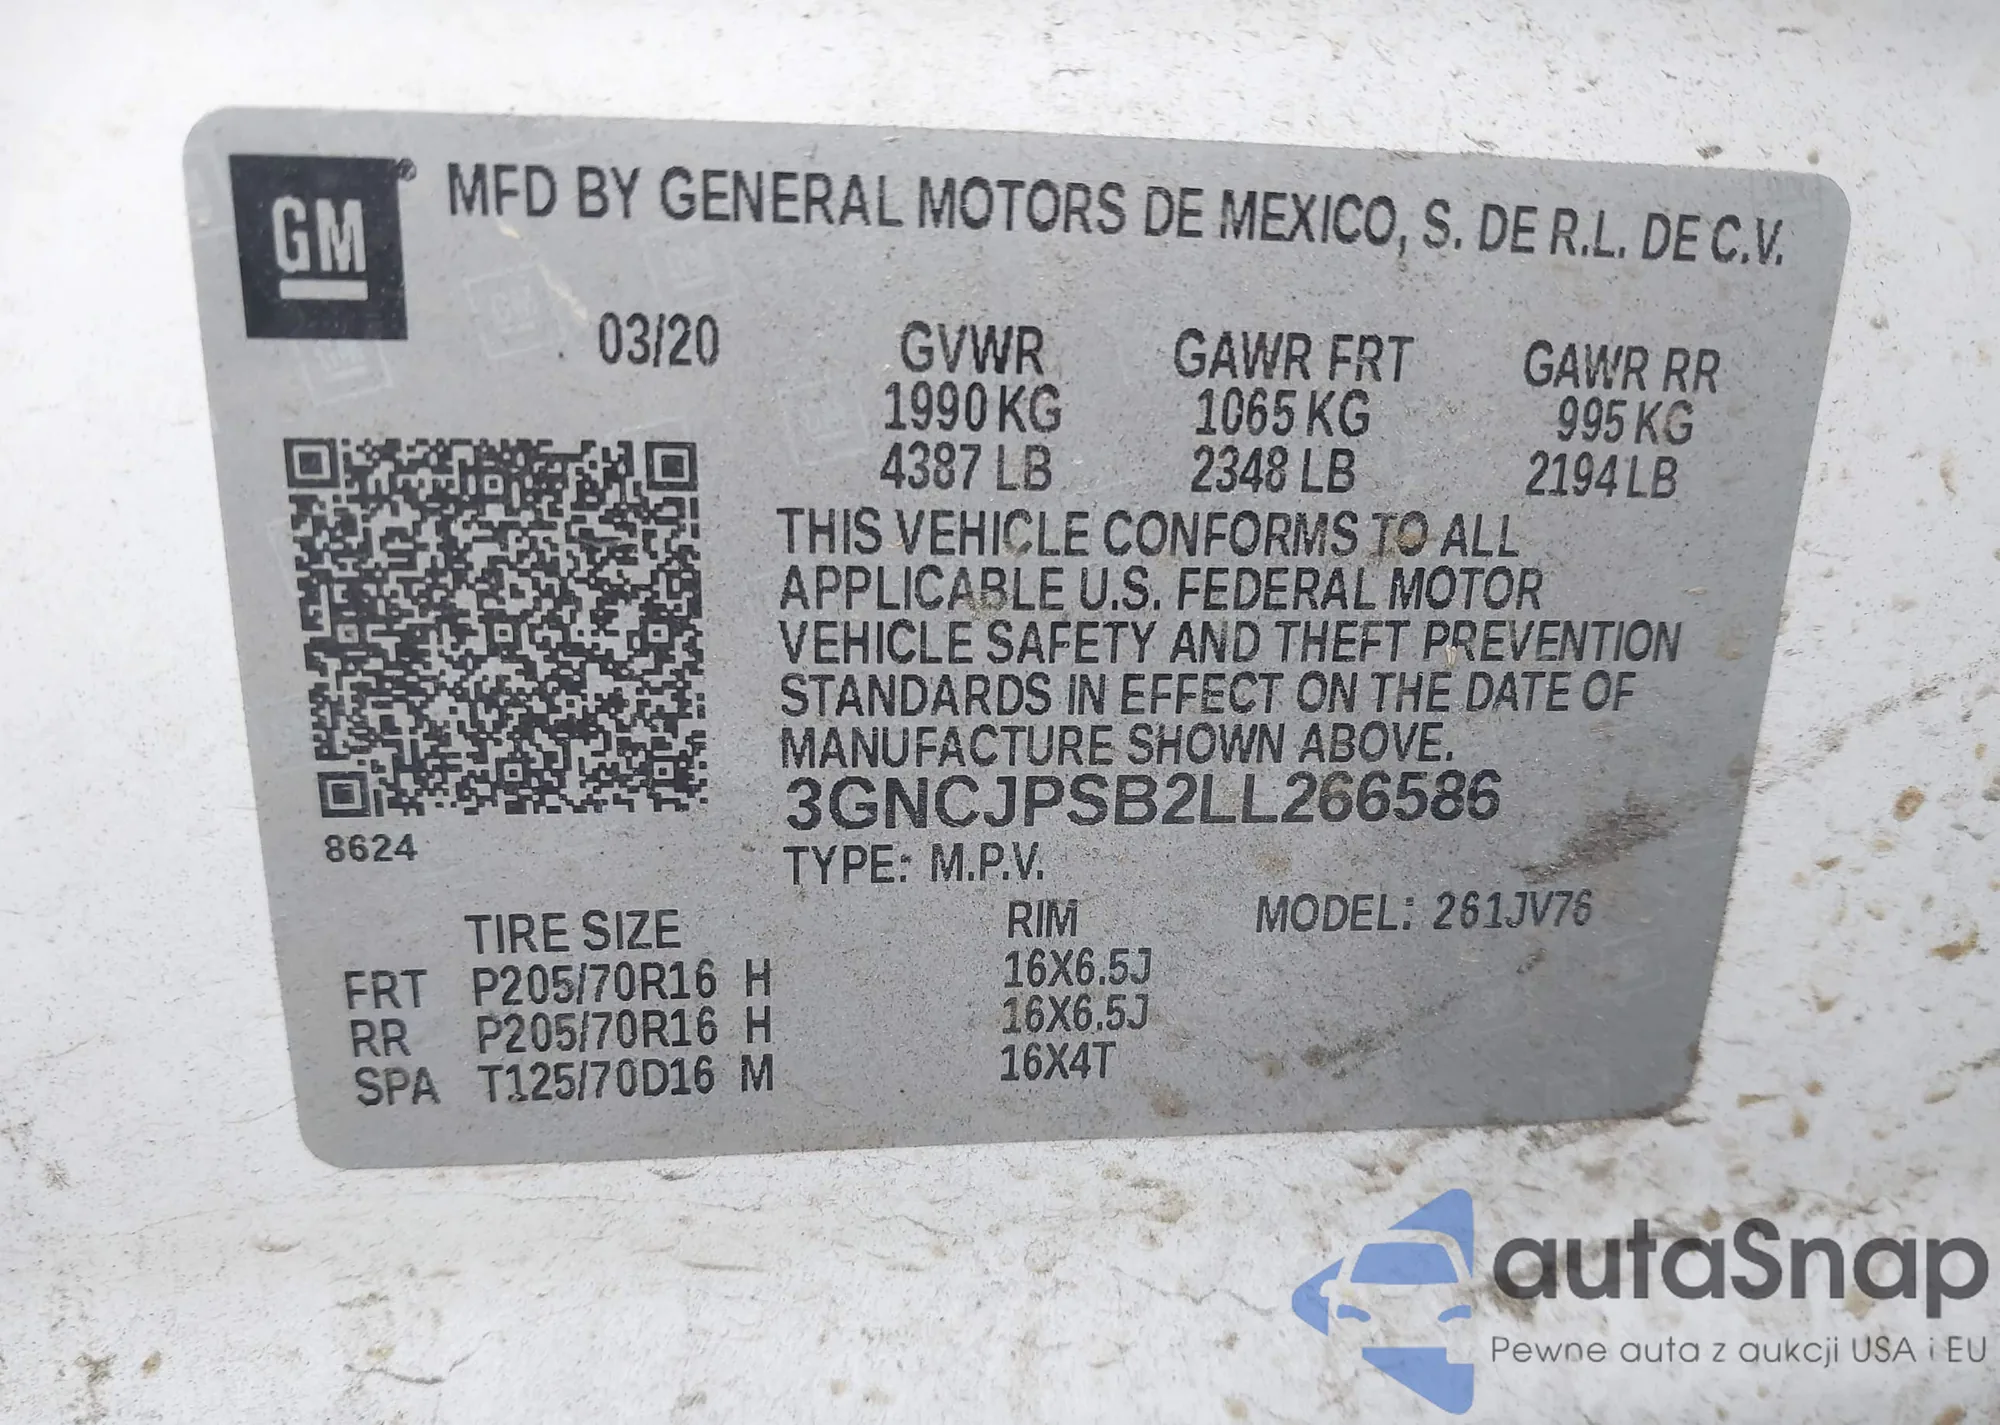 GM
MFD BY GENERAL MOTORS DE MEXICO, S. DE R.L. DE C.V.
03/20
GVWR GAWR FRT GAWR RR
1990 KG 1065 KG 995 KG
4387 LB 2348 LB 2194 LB
THIS VEHICLE CONFORMS TO ALL
APPLICABLE U.S. FEDERAL MOTOR
VEHICLE SAFETY AND THEFT PREVENTION
STANDARDS IN EFFECT ON THE DATE OF
MANUFACTURE SHOWN ABOVE.
3GNCJPSB2LL266586
8624
TYPE: M.P.V.
TIRE SIZE RIM MODEL: 261JV76
FRT P205/70R16 H 16X6.5J
RR P205/70R16 H 16X6.5J
SPA T125/70D16 M 16X4T
autaSnap
Pewne auta z aukcji USA i EU